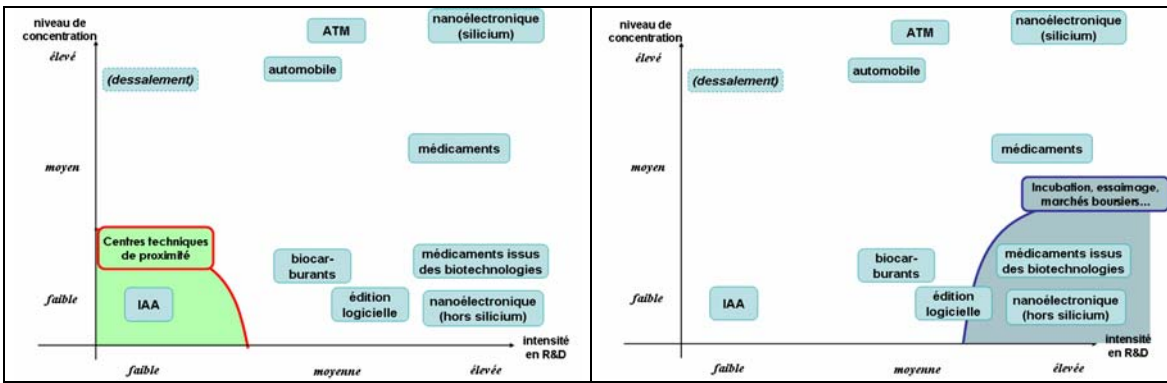 niveau de
concentration
élevé
ATM
nanoélectronique
(silicium)
(dessalement)
automobile
médicaments
moyen
Centres techniques
de proximité
biocar-
burants
médicaments issus
des biotechnologies
faible
IAA
édition
logicielle
nanoélectronique
(hors silicium)
intensité
en R&D
faible
moyenne
élevée
niveau de
concentration
élevé
ATM
nanoélectronique
(silicium)
(dessalement)
automobile
médicaments
moyen
Incubation, essaimage,
marchés boursiers...
biocar-
burants
médicaments issus
des biotechnologies
faible
IAA
édition
logicielle
nanoélectronique
(hors silicium)
intensité
en R&D
faible
moyenne
élevée